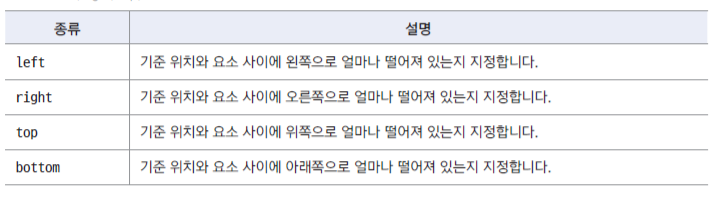 종류 설명
left 기준 위치와 요소 사이에 왼쪽으로 얼마나 떨어져 있는지 지정합니다.
right 기준 위치와 요소 사이에 오른쪽으로 얼마나 떨어져 있는지 지정합니다.
top 기준 위치와 요소 사이에 위쪽으로 얼마나 떨어져 있는지 지정합니다.
bottom 기준 위치와 요소 사이에 아래쪽으로 얼마나 떨어져 있는지 지정합니다.